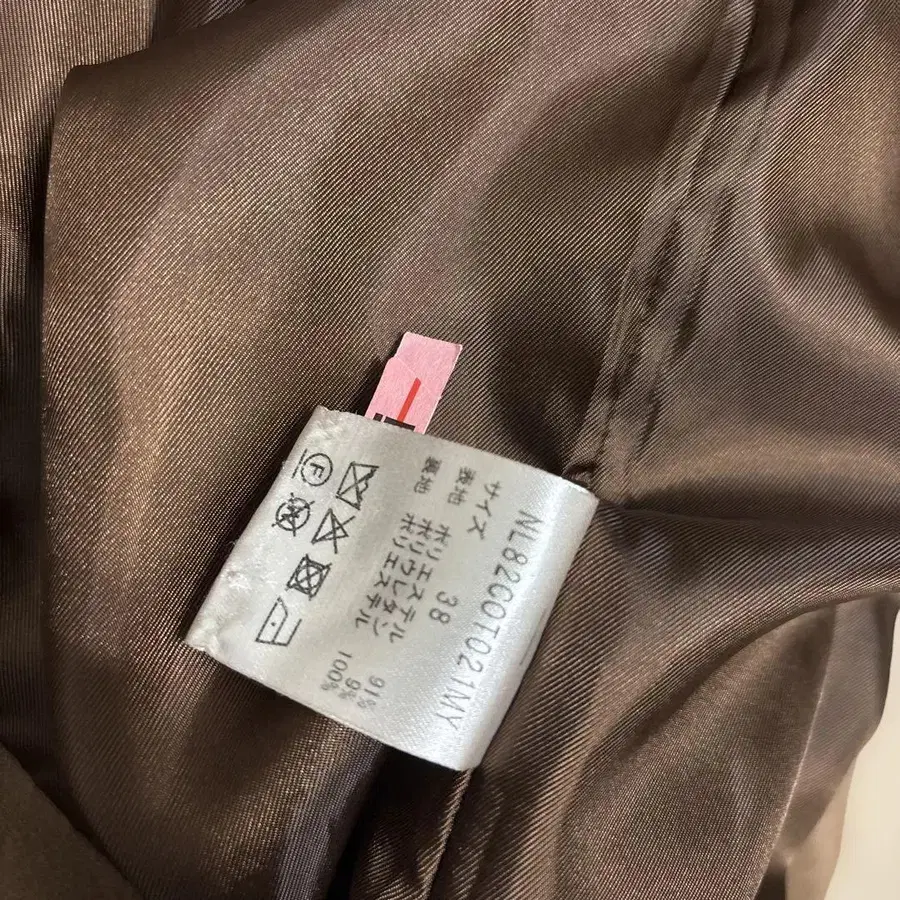 NL82COT021MY
サイズ 38
表地 ポリエステル 91%
ポリウレタン 9%
裏地 ポリエステル 100%
F